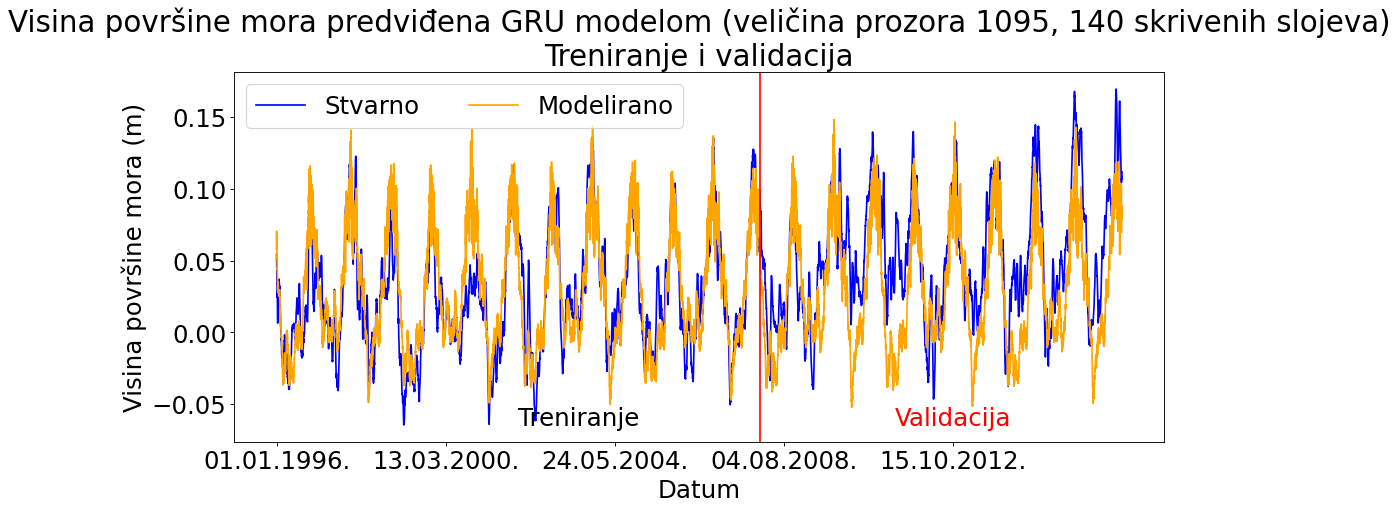 Visina površine mora predviđena GRU modelom (veličina prozora 1095, 140 skrivenih slojeva)
Treniranje i validacija
Stvarno
Modelirano
Visina površine mora (m)
0.15
0.10
0.05
0.00
−0.05
Treniranje
Validacija
01.01.1996.
13.03.2000.
24.05.2004.
04.08.2008.
15.10.2012.
Datum